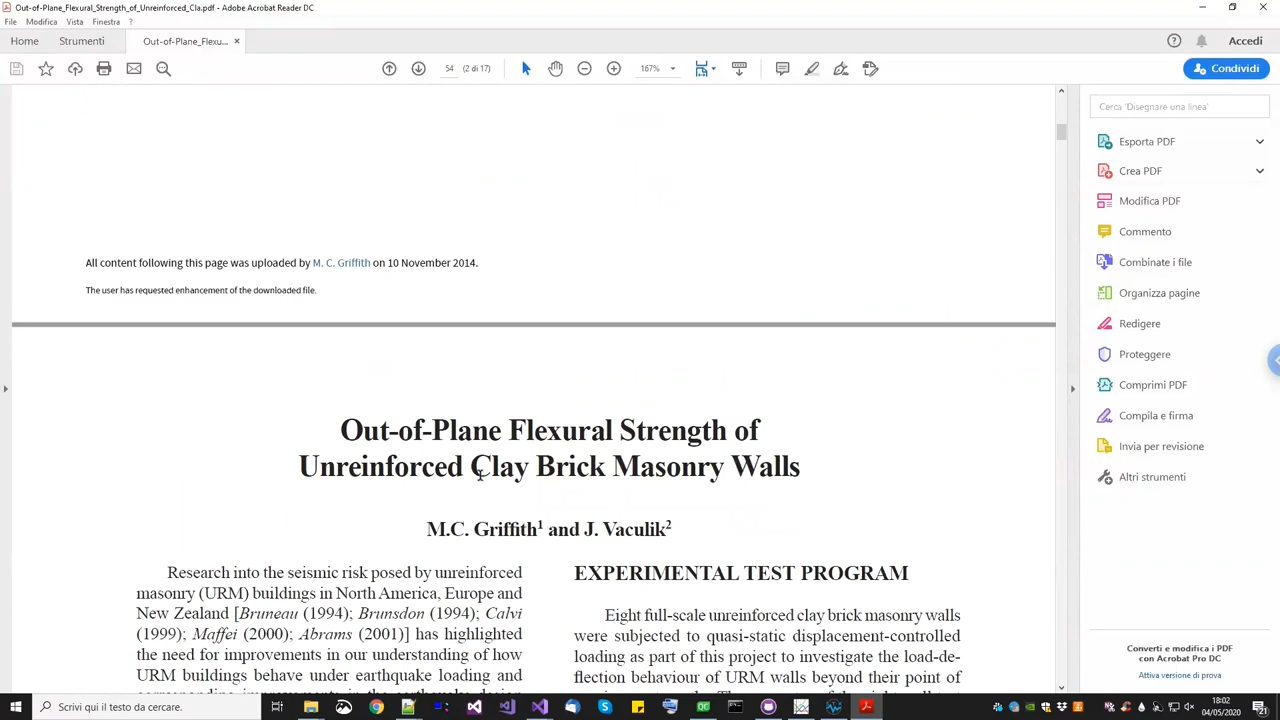 Out-of-Plane_Flexural_Strength_of_Unreinforced_Cla.pdf - Adobe Acrobat Reader DC
File Modifica Vista Finestra ?
Home Strumenti Out-of-Plane_Flexu... × Accedi
54 (2 di 17) 167% Condividi
Cerca 'Disegnare una linea'
Esporta PDF
Crea PDF
Modifica PDF
Commento
Combinate i file
Organizza pagine
Redigere
Proteggere
Comprimi PDF
Compila e firma
Invia per revisione
Altri strumenti
Converti e modifica i PDF
con Acrobat Pro DC
Attiva versione di prova
All content following this page was uploaded by M. C. Griffith on 10 November 2014.
The user has requested enhancement of the downloaded file.
Out-of-Plane Flexural Strength of
Unreinforced Clay Brick Masonry Walls
M.C. Griffith1 and J. Vaculik2
Research into the seismic risk posed by unreinforced
masonry (URM) buildings in North America, Europe and
New Zealand [Bruneau (1994); Brunsdon (1994); Calvi
(1999); Maffei (2000); Abrams (2001)] has highlighted
the need for improvements in our understanding of how
URM buildings behave under earthquake loading and
EXPERIMENTAL TEST PROGRAM
Eight full-scale unreinforced clay brick masonry walls
were subjected to quasi-static displacement-controlled
loading as part of this project to investigate the load-de-
flection behaviour of URM walls beyond their point of
Scrivi qui il testo da cercare.
18:02
04/05/2020